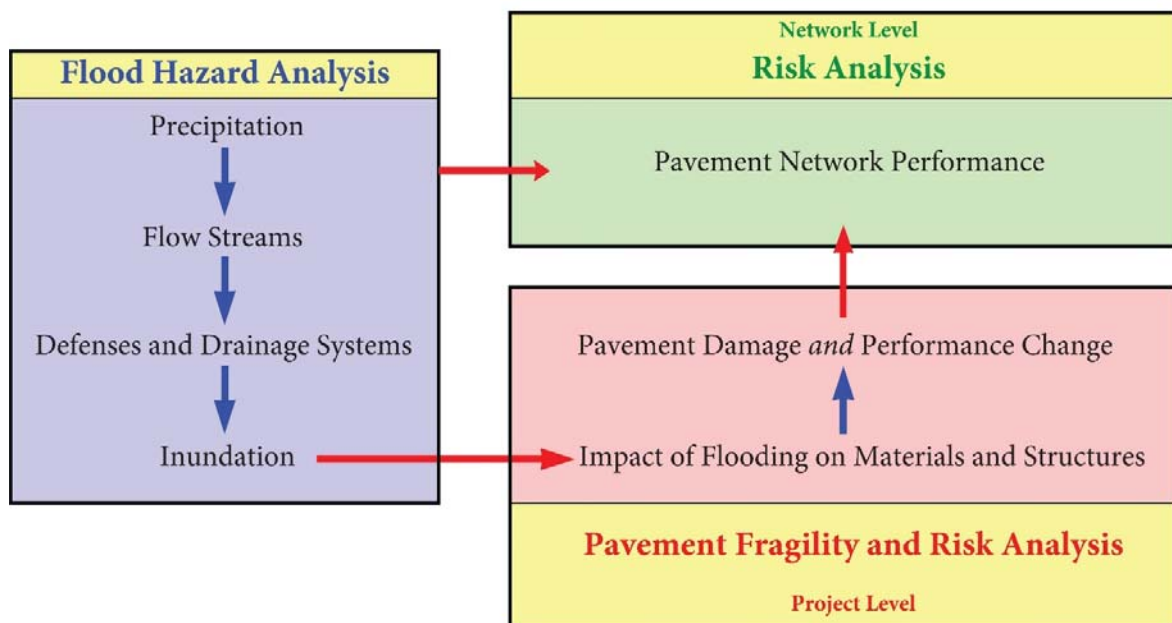 Flood Hazard Analysis
Precipitation
Flow Streams
Defenses and Drainage Systems
Inundation
Network Level
Risk Analysis
Pavement Network Performance
Pavement Damage and Performance Change
Impact of Flooding on Materials and Structures
Pavement Fragility and Risk Analysis
Project Level